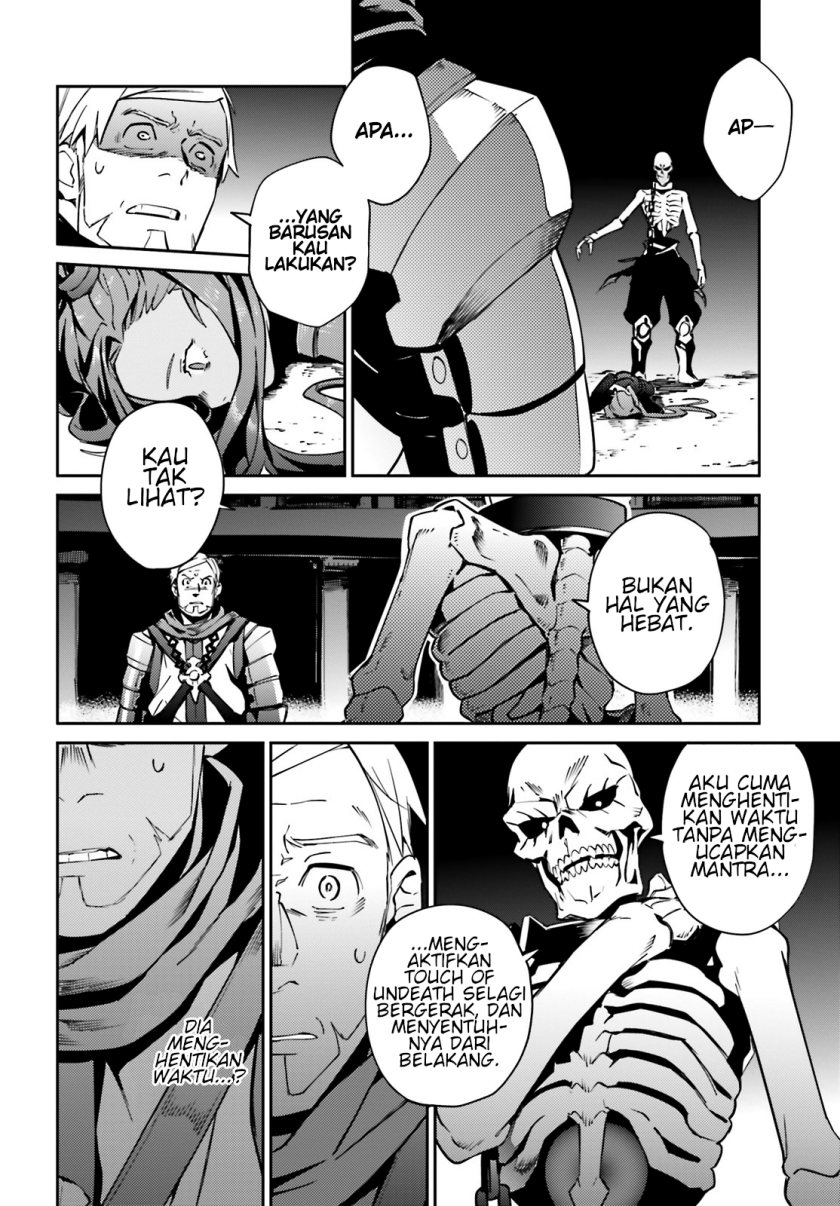 AP—
APA...
...YANG
BARUSAN
KAU
LAKUKAN?
KAU
TAK
LIHAT?
BUKAN
HAL YANG
HEBAT.
AKU CUMA
MENGHENTI-
KAN WAKTU
TANPA MENG-
UCAPKAN
MANTRA...
...MENG-
AKTIFKAN
TOUCH OF
UNDEATH SELAGI
BERGERAK, DAN
MENYENTUH-
NYA DARI
BELAKANG.
DIA
MENG-
HENTIKAN
WAKTU...?